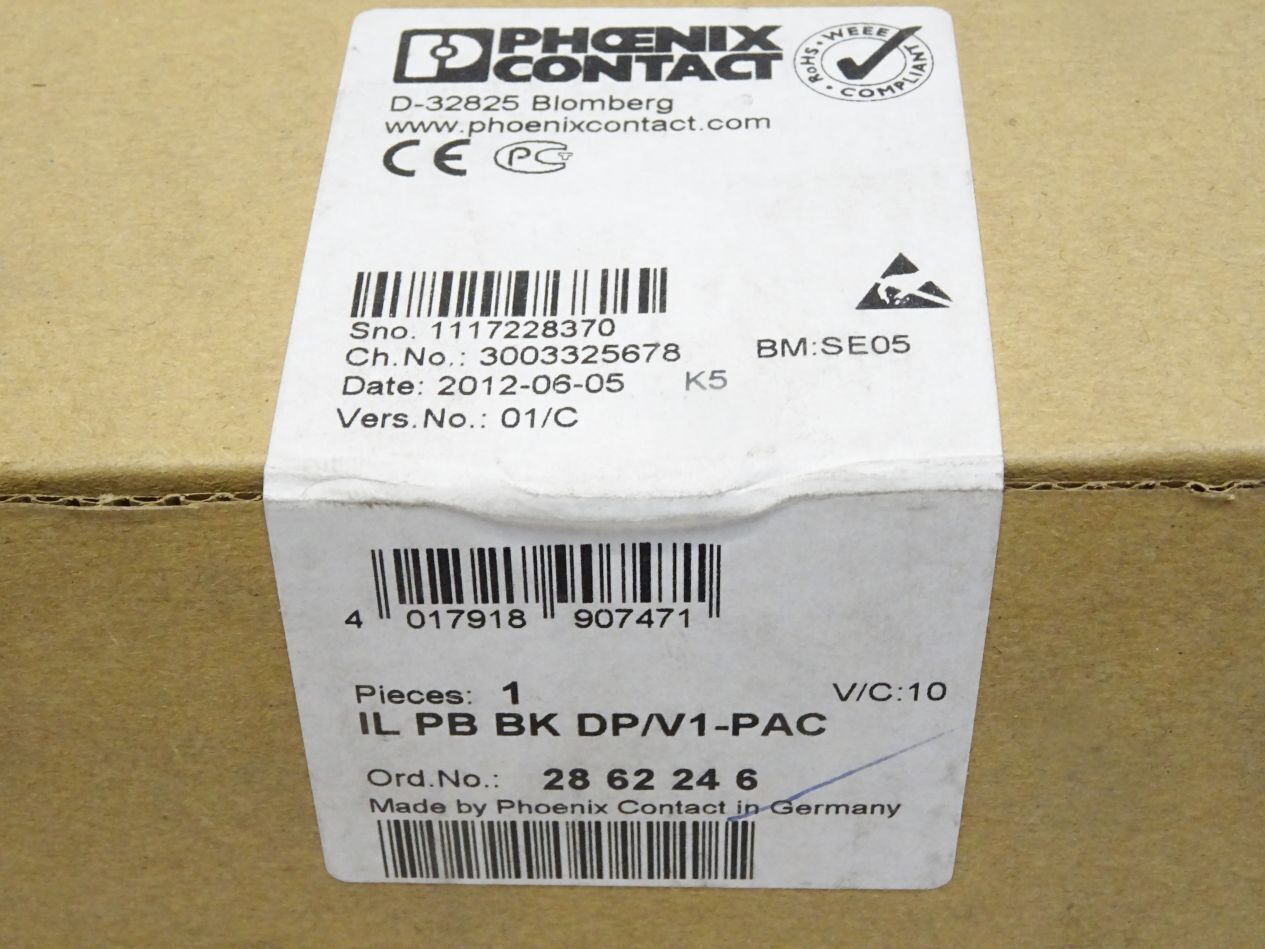 PHŒNIX
CONTACT
RoHS · WEEE · COMPLIANT
D-32825 Blomberg
www.phoenixcontact.com
CE PCT
Sno. 1117228370
Ch.No.: 3003325678 BM:SE05
Date: 2012-06-05 K5
Vers.No.: 01/C
4 017918 907471
Pieces: 1 V/C:10
IL PB BK DP/V1-PAC
Ord.No.: 28 62 24 6
Made by Phoenix Contact in Germany